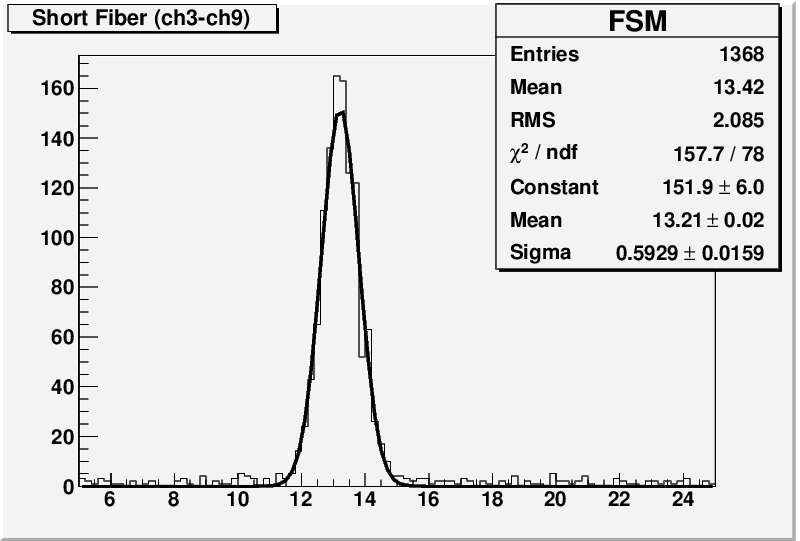 Short Fiber (ch3-ch9)
FSM
Entries 1368
Mean 13.42
RMS 2.085
χ² / ndf 157.7 / 78
Constant 151.9 ± 6.0
Mean 13.21 ± 0.02
Sigma 0.5929 ± 0.0159
160
140
120
100
80
60
40
20
0
6 8 10 12 14 16 18 20 22 24